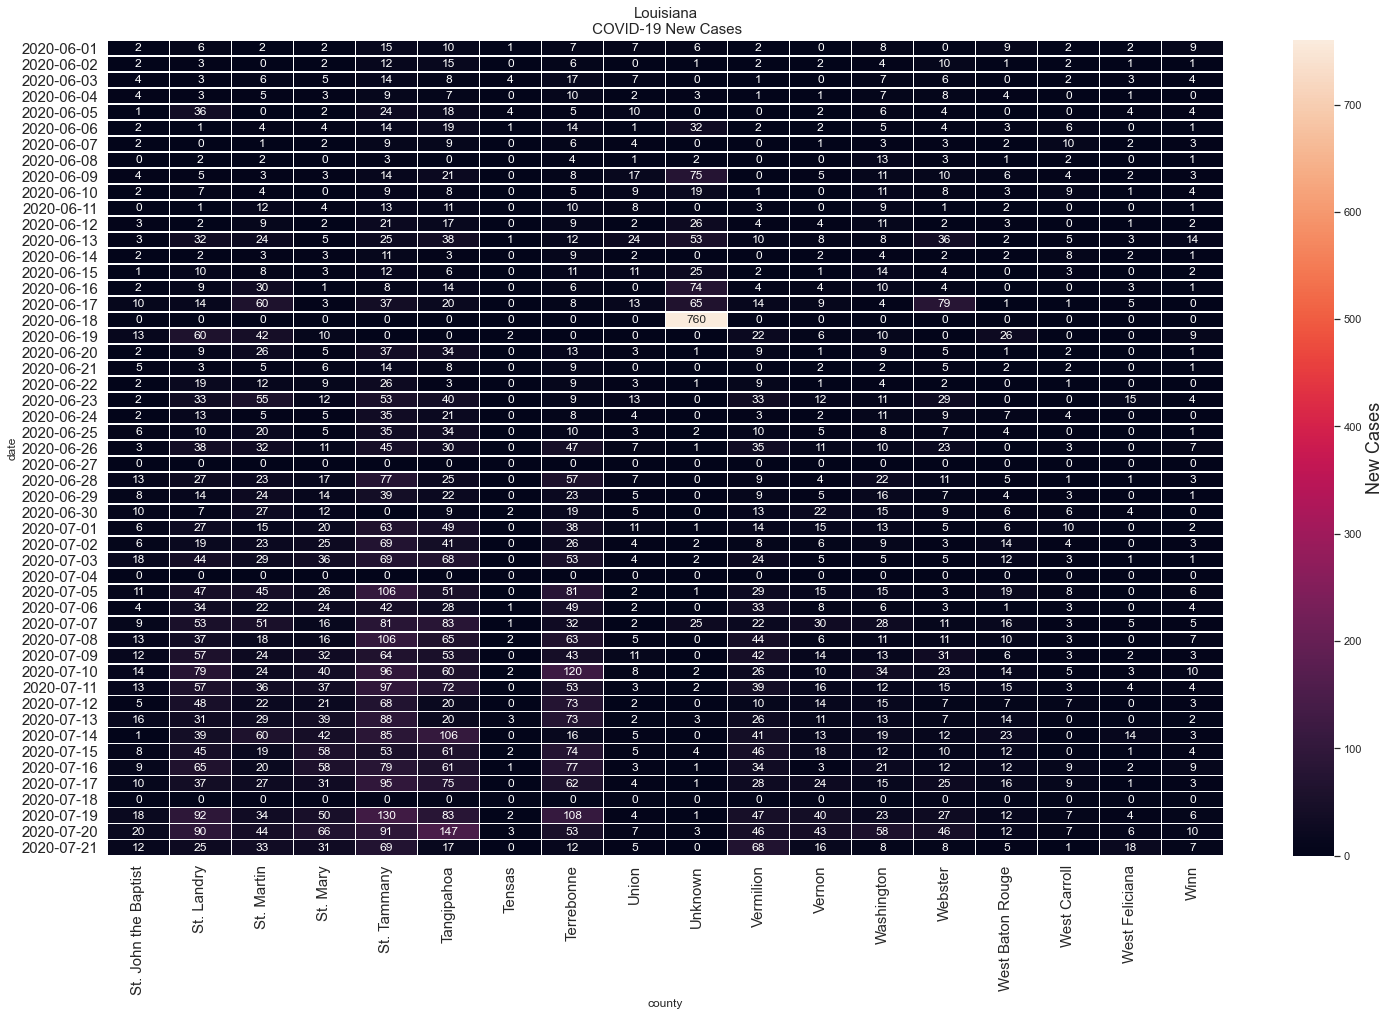 Louisiana
COVID-19 New Cases
2020-06-01 2 6 2 2 15 10 1 7 7 6 2 0 8 0 9 2 2 9
2020-06-02 2 3 0 2 12 15 0 6 0 1 2 2 4 10 1 2 1 1
2020-06-03 4 3 6 5 14 8 4 17 7 0 1 0 7 6 0 2 3 4
2020-06-04 4 3 5 3 9 7 0 10 2 3 1 1 7 8 4 0 1 0
2020-06-05 1 36 0 2 24 18 4 5 10 0 0 2 6 4 0 0 4 4
2020-06-06 2 1 4 4 14 19 1 14 1 32 2 2 5 4 3 6 0 1
2020-06-07 2 0 1 2 9 9 0 6 4 0 0 1 3 3 2 10 2 3
2020-06-08 0 2 2 0 3 0 0 4 1 2 0 0 13 3 1 2 0 1
2020-06-09 4 5 3 3 14 21 0 8 17 75 0 5 11 10 6 4 2 3
2020-06-10 2 7 4 0 9 8 0 5 9 19 1 0 11 8 3 9 1 4
2020-06-11 0 1 12 4 13 11 0 10 8 0 3 0 9 1 2 0 0 1
2020-06-12 3 2 9 2 21 17 0 9 2 26 4 4 11 2 3 0 1 2
2020-06-13 3 32 24 5 25 38 1 12 24 53 10 8 8 36 2 5 3 14
2020-06-14 2 2 3 3 11 3 0 9 2 0 0 2 4 2 2 8 2 1
2020-06-15 1 10 8 3 12 6 0 11 11 25 2 1 14 4 0 3 0 2
2020-06-16 2 9 30 1 8 14 0 6 0 74 4 4 10 4 0 0 3 1
2020-06-17 10 14 60 3 37 20 0 8 13 65 14 9 4 79 1 1 5 0
2020-06-18 0 0 0 0 0 0 0 0 0 760 0 0 0 0 0 0 0 0
2020-06-19 13 60 42 10 0 0 2 0 0 0 22 6 10 0 26 0 0 9
2020-06-20 2 9 26 5 37 34 0 13 3 1 9 1 9 5 1 2 0 1
2020-06-21 5 3 5 6 14 8 0 9 0 0 0 2 2 5 2 2 0 1
2020-06-22 2 19 12 9 26 3 0 9 3 1 9 1 4 2 0 1 0 0
2020-06-23 2 33 55 12 53 40 0 9 13 0 33 12 11 29 0 0 15 4
2020-06-24 2 13 5 5 35 21 0 8 4 0 3 2 11 9 7 4 0 0
2020-06-25 6 10 20 5 35 34 0 10 3 2 10 5 8 7 4 0 0 1
2020-06-26 3 38 32 11 45 30 0 47 7 1 35 11 10 23 0 3 0 7
2020-06-27 0 0 0 0 0 0 0 0 0 0 0 0 0 0 0 0 0 0
2020-06-28 13 27 23 17 77 25 0 57 7 0 9 4 22 11 5 1 1 3
2020-06-29 8 14 24 14 39 22 0 23 5 0 9 5 16 7 4 3 0 1
2020-06-30 10 7 27 12 0 9 2 19 5 0 13 22 15 9 6 6 4 0
2020-07-01 6 27 15 20 63 49 0 38 11 1 14 15 13 5 6 10 0 2
2020-07-02 6 19 23 25 69 41 0 26 4 2 8 6 9 3 14 4 0 3
2020-07-03 18 44 29 36 69 68 0 53 4 2 24 5 5 5 12 3 1 1
2020-07-04 0 0 0 0 0 0 0 0 0 0 0 0 0 0 0 0 0 0
2020-07-05 11 47 45 26 106 51 0 81 2 1 29 15 15 3 19 8 0 6
2020-07-06 4 34 22 24 42 28 1 49 2 0 33 8 6 3 1 3 0 4
2020-07-07 9 53 51 16 81 83 1 32 2 25 22 30 28 11 16 3 5 5
2020-07-08 13 37 18 16 106 65 2 63 5 0 44 6 11 11 10 3 0 7
2020-07-09 12 57 24 32 64 53 0 43 11 0 42 14 13 31 6 3 2 3
2020-07-10 14 79 24 40 96 60 2 120 8 2 26 10 34 23 14 5 3 10
2020-07-11 13 57 36 37 97 72 0 53 3 2 39 16 12 15 15 3 4 4
2020-07-12 5 48 22 21 68 20 0 73 2 0 10 14 15 7 7 7 0 3
2020-07-13 16 31 29 39 88 20 3 73 2 3 26 11 13 7 14 0 0 2
2020-07-14 1 39 60 42 85 106 0 16 5 0 41 13 19 12 23 0 14 3
2020-07-15 8 45 19 58 53 61 2 74 5 4 46 18 12 10 12 0 1 4
2020-07-16 9 65 20 58 79 61 1 77 3 1 34 3 21 12 12 9 2 9
2020-07-17 10 37 27 31 95 75 0 62 4 1 28 24 15 25 16 9 1 3
2020-07-18 0 0 0 0 0 0 0 0 0 0 0 0 0 0 0 0 0 0
2020-07-19 18 92 34 50 130 83 2 108 4 1 47 40 23 27 12 7 4 6
2020-07-20 20 90 44 66 91 147 3 53 7 3 46 43 58 46 12 7 6 10
2020-07-21 12 25 33 31 69 17 0 12 5 0 68 16 8 8 5 1 18 7
date
St. John the Baptist
St. Landry
St. Martin
St. Mary
St. Tammany
Tangipahoa
Tensas
Terrebonne
Union
Unknown
Vermilion
Vernon
Washington
Webster
West Baton Rouge
West Carroll
West Feliciana
Winn
county
700
600
500
400
300
200
100
0
New Cases